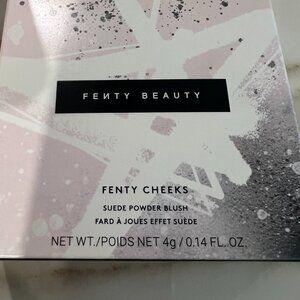 FEИTY BEAUTY
FENTY CHEEKS
SUEDE POWDER BLUSH
FARD À JOUES EFFET SUÈDE
NET WT./POIDS NET 4g / 0.14 FL. OZ.